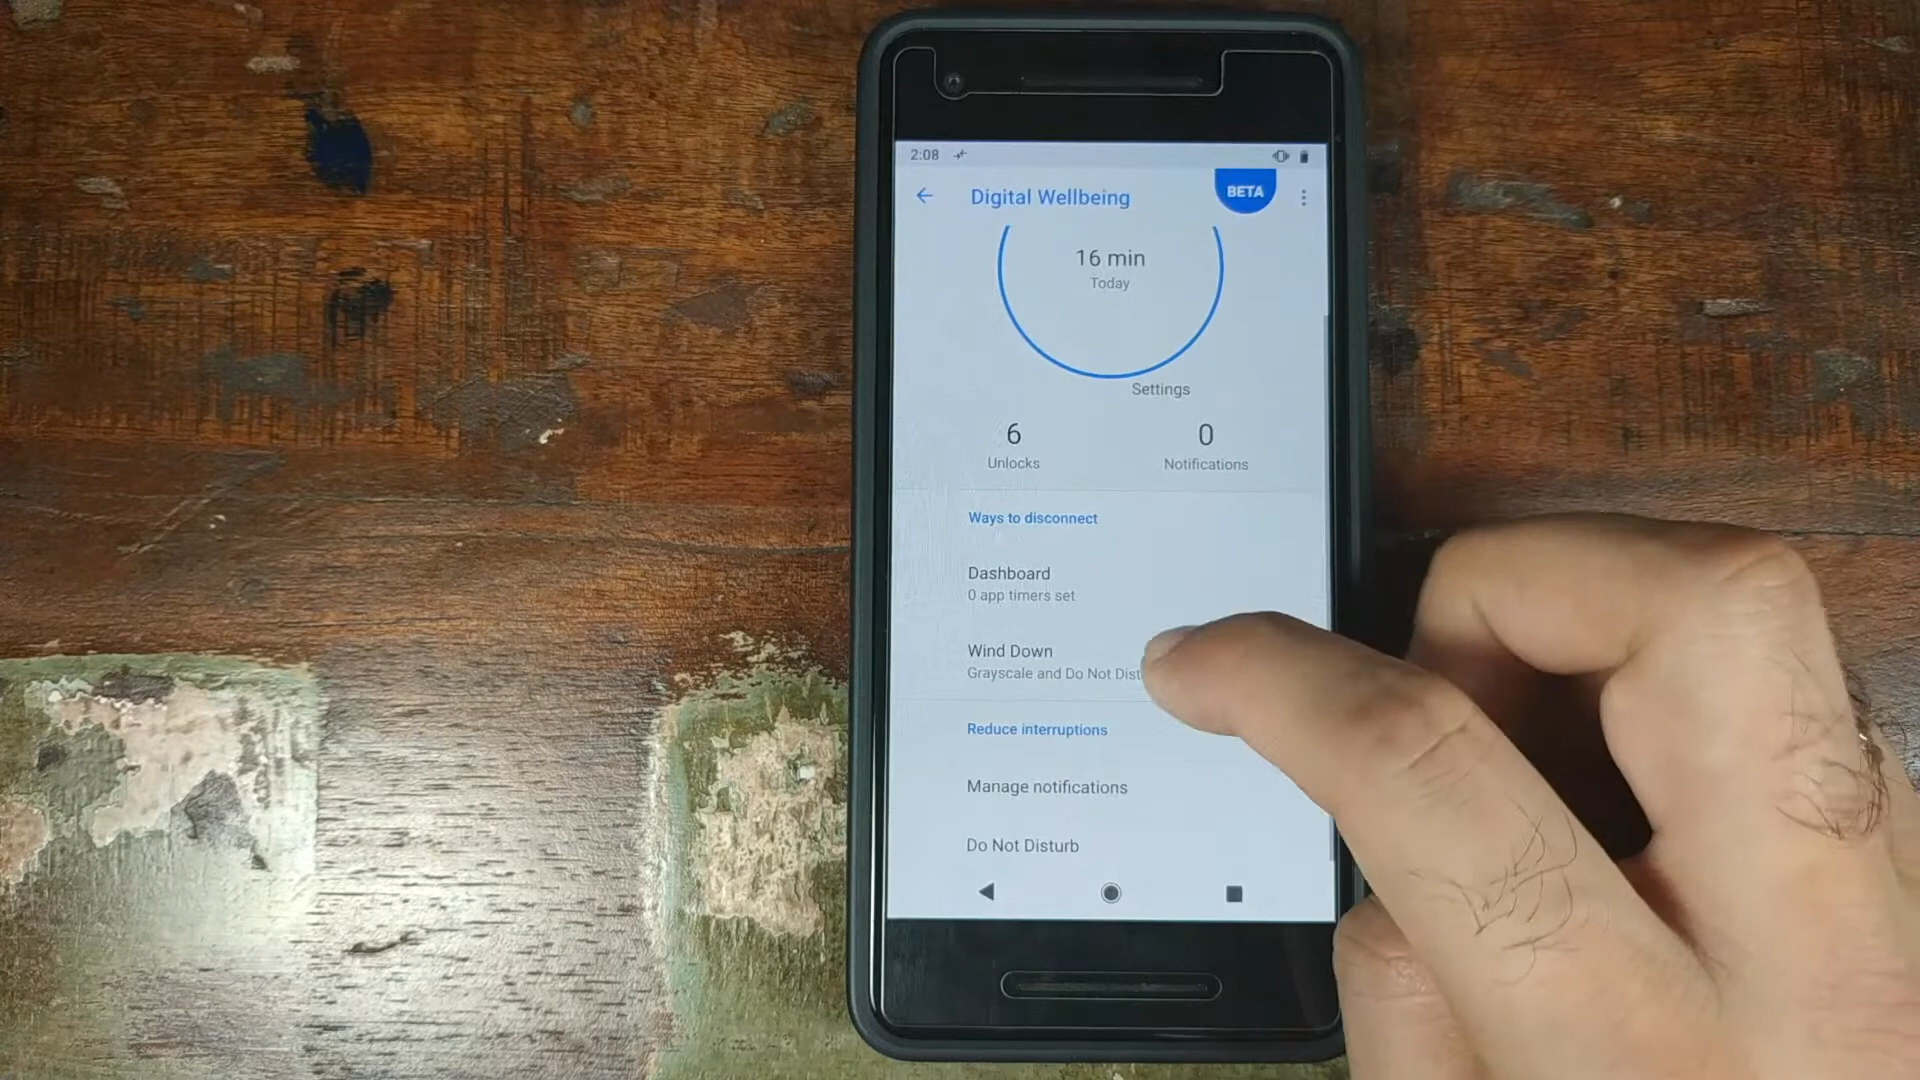 2:08
Digital Wellbeing
BETA
16 min
Today
Settings
6
0
Unlocks
Notifications
Ways to disconnect
Dashboard
0 app timers set
Wind Down
Grayscale and Do Not
Reduce interruptions
Manage notifications
Do Not Disturb